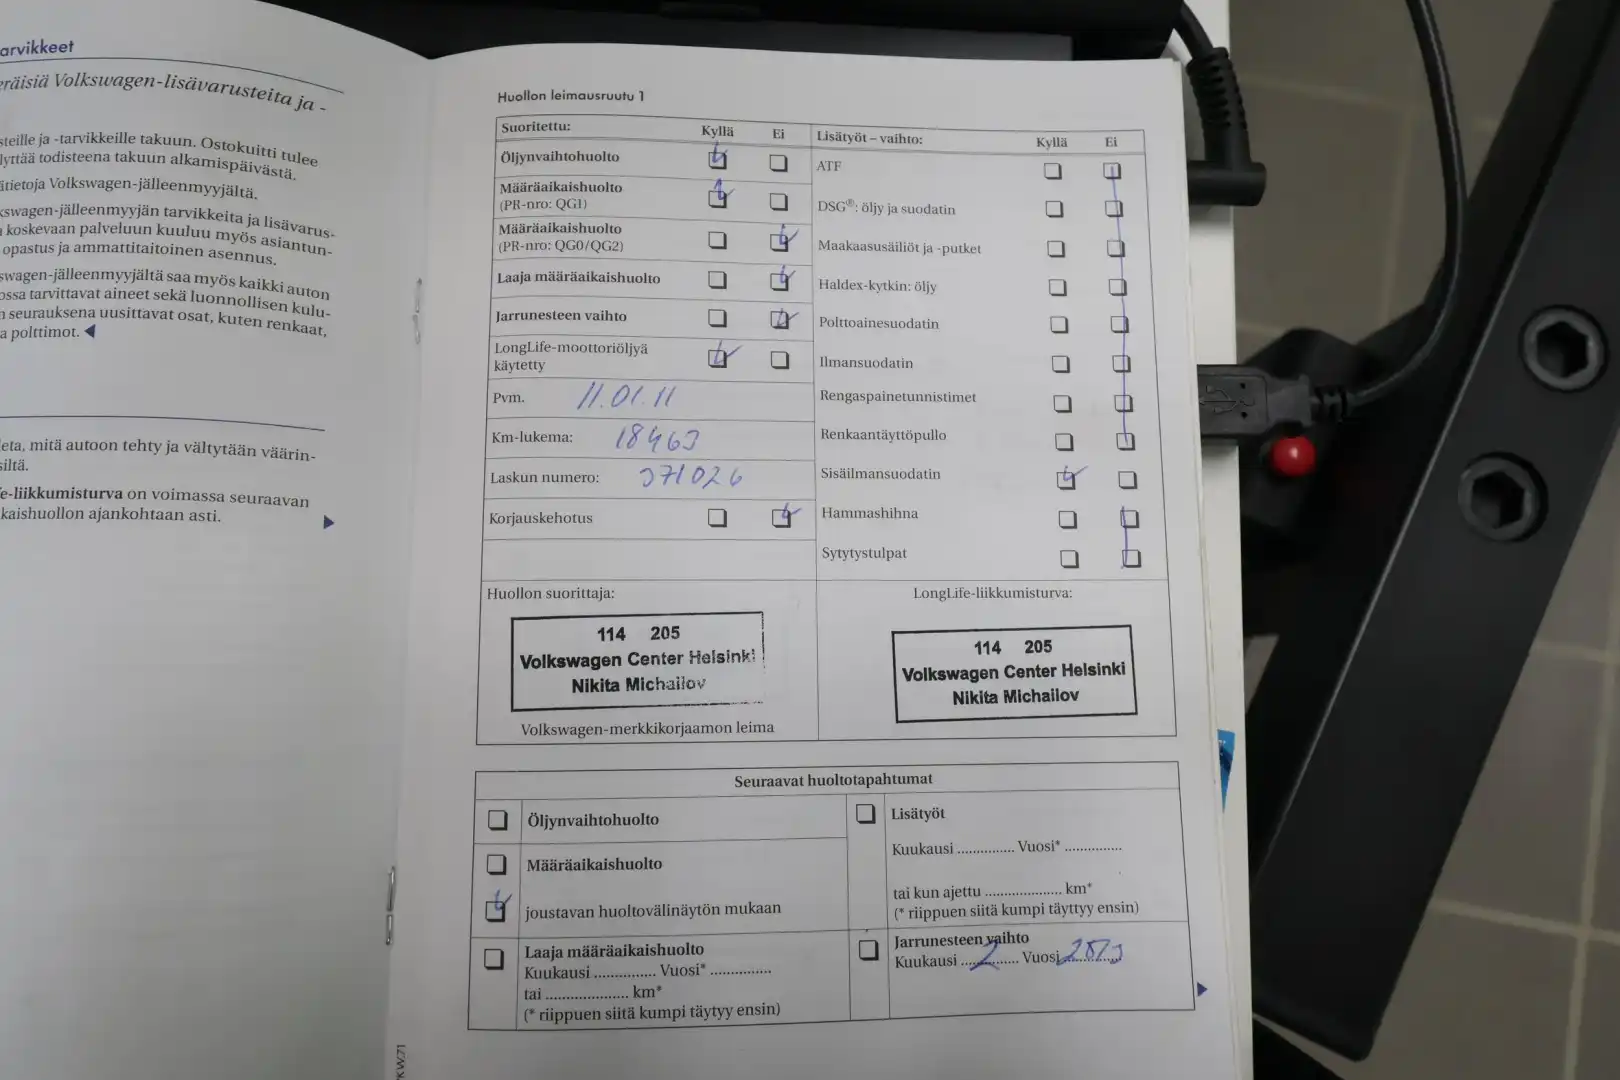 arvikkeet
eräisiä Volkswagen-lisävarusteita ja -
steille ja -tarvikkeille takuun. Ostokuitti tulee
lyttää todisteena takuun alkamispäivästä.
ätietoja Volkswagen-jälleenmyyjältä.
kswagen-jälleenmyyjän tarvikkeita ja lisävarus-
koskevaan palveluun kuuluu myös asiantun-
opastus ja ammattitaitoinen asennus.
swagen-jälleenmyyjältä saa myös kaikki auton
ossa tarvittavat aineet sekä luonnollisen kulu-
seurauksena uusittavat osat, kuten renkaat,
a polttimot.
leta, mitä autoon tehty ja vältytään väärin-
siltä.
fe-liikkumisturva on voimassa seuraavan
kaishuollon ajankohtaan asti.
Huollon leimausruutu 1
Suoritettu: Kyllä Ei
Öljynvaihtohuolto
Määräaikaishuolto
(PR-nro: QG1)
Määräaikaishuolto
(PR-nro: QG0/QG2)
Laaja määräaikaishuolto
Jarrunesteen vaihto
LongLife-moottoriöljyä
käytetty
Pvm. 11.01.11
Km-lukema: 18463
Laskun numero: 371026
Korjauskehotus
Lisätyöt – vaihto: Kyllä Ei
ATF
DSG®: öljy ja suodatin
Maakaasusäiliöt ja -putket
Haldex-kytkin: öljy
Polttoainesuodatin
Ilmansuodatin
Rengaspainetunnistimet
Renkaantäyttöpullo
Sisäilmansuodatin
Hammashihna
Sytytystulpat
Huollon suorittaja:
114 205
Volkswagen Center Helsinki
Nikita Michailov
Volkswagen-merkkikorjaamon leima
LongLife-liikkumisturva:
114 205
Volkswagen Center Helsinki
Nikita Michailov
Seuraavat huoltotapahtumat
Öljynvaihtohuolto
Määräaikaishuolto
joustavan huoltovälinäytön mukaan
Laaja määräaikaishuolto
Kuukausi ............... Vuosi* ...............
tai ..................... km*
(* riippuen siitä kumpi täytyy ensin)
Lisätyöt
Kuukausi .............. Vuosi* ..............
tai kun ajettu ................... km*
(* riippuen siitä kumpi täyttyy ensin)
Jarrunesteen vaihto
Kuukausi 2 Vuosi 2013